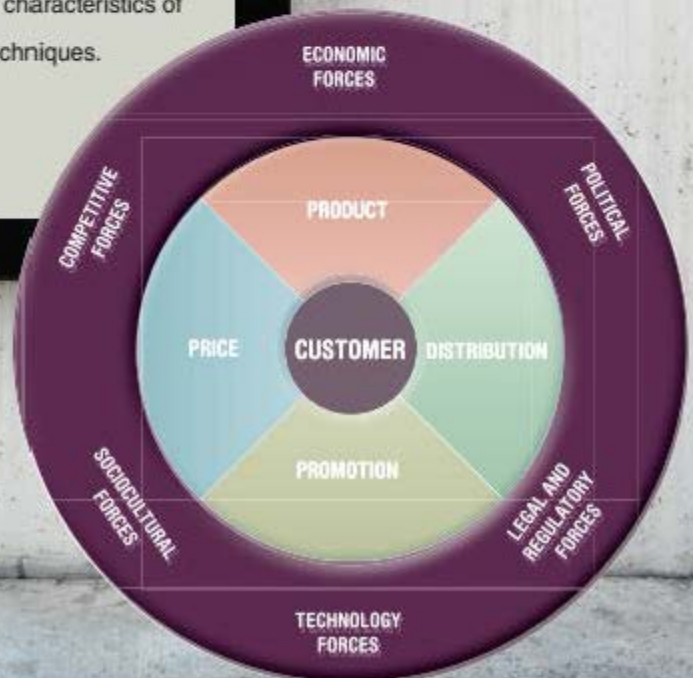 characteristics of
chniques.
ECONOMIC
FORCES
COMPETITIVE
FORCES
POLITICAL
FORCES
PRODUCT
PRICE
CUSTOMER
DISTRIBUTION
PROMOTION
SOCIOCULTURAL
FORCES
LEGAL AND
REGULATORY
FORCES
TECHNOLOGY
FORCES